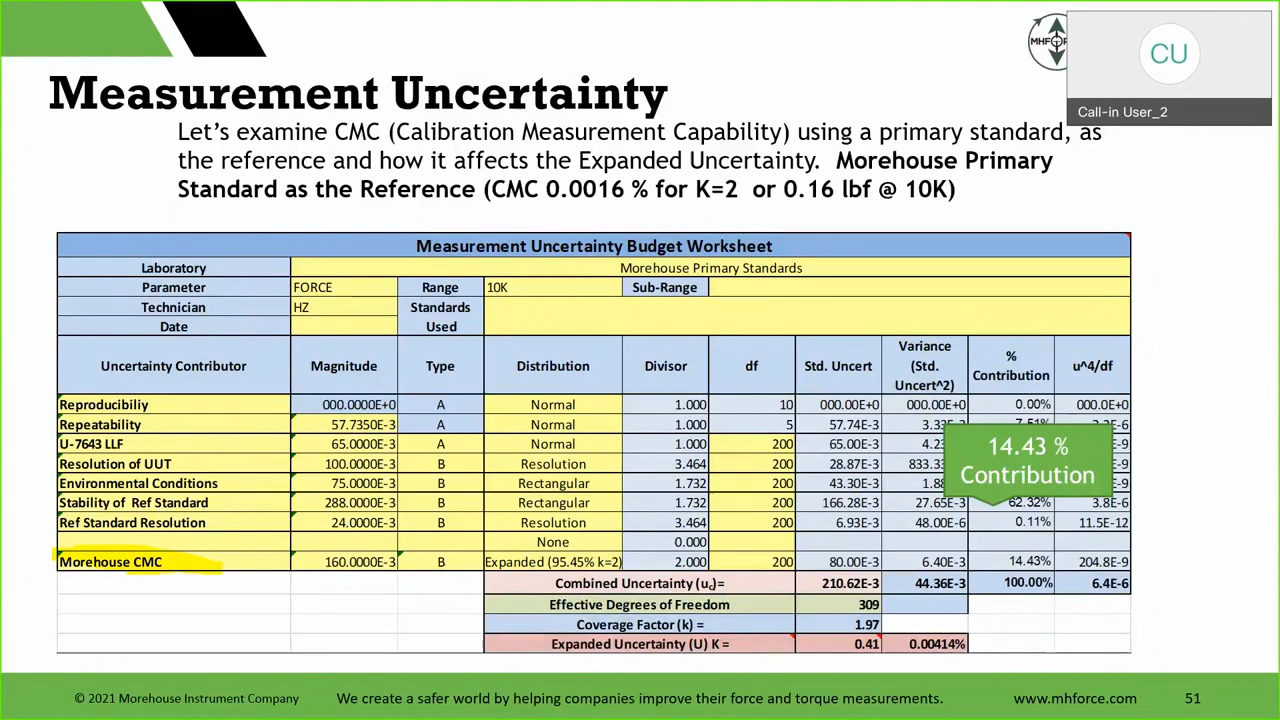 MHFO
CU
Call-in User_2
Measurement Uncertainty
Let's examine CMC (Calibration Measurement Capability) using a primary standard, as
the reference and how it affects the Expanded Uncertainty. Morehouse Primary
Standard as the Reference (CMC 0.0016 % for K=2 or 0.16 lbf @ 10K)
Measurement Uncertainty Budget Worksheet
Laboratory Morehouse Primary Standards
Parameter FORCE Range 10K Sub-Range
Technician HZ Standards
Date Used
Uncertainty Contributor Magnitude Type Distribution Divisor df Std. Uncert Variance (Std. Uncert^2) % Contribution u^4/df
Reproducibiliy 000.0000E+0 A Normal 1.000 10 000.00E+0 000.00E+0 0.00% 000.0E+0
Repeatability 57.7350E-3 A Normal 1.000 5 57.74E-3
U-7643 LLF 65.0000E-3 A Normal 1.000 200 65.00E-3
Resolution of UUT 100.0000E-3 B Resolution 3.464 200 28.87E-3
Environmental Conditions 75.0000E-3 B Rectangular 1.732 200 43.30E-3
Stability of Ref Standard 288.0000E-3 B Rectangular 1.732 200 166.28E-3 27.65E-3 62.32% 3.8E-6
Ref Standard Resolution 24.0000E-3 B Resolution 3.464 200 6.93E-3 48.00E-6 0.11% 11.5E-12
None 0.000
Morehouse CMC 160.0000E-3 B Expanded (95.45% k=2) 2.000 200 80.00E-3 6.40E-3 14.43% 204.8E-9
14.43 %
Contribution
Combined Uncertainty (uc)= 210.62E-3 44.36E-3 100.00% 6.4E-6
Effective Degrees of Freedom 309
Coverage Factor (k) = 1.97
Expanded Uncertainty (U) K = 0.41 0.00414%
© 2021 Morehouse Instrument Company We create a safer world by helping companies improve their force and torque measurements. www.mhforce.com 51